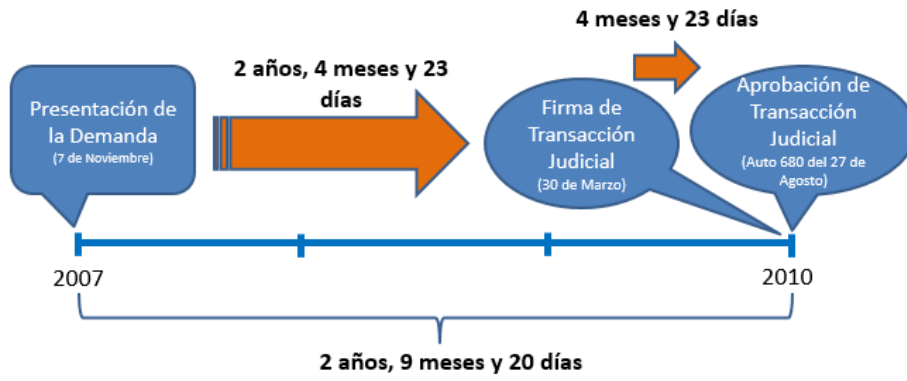 4 meses y 23 días
2 años, 4 meses y 23
días
Presentación de
la Demanda
(7 de Noviembre)
Firma de
Transacción
Judicial
(30 de Marzo)
Aprobación de
Transacción
Judicial
(Auto 680 del 27 de
Agosto)
2007
2010
2 años, 9 meses y 20 días